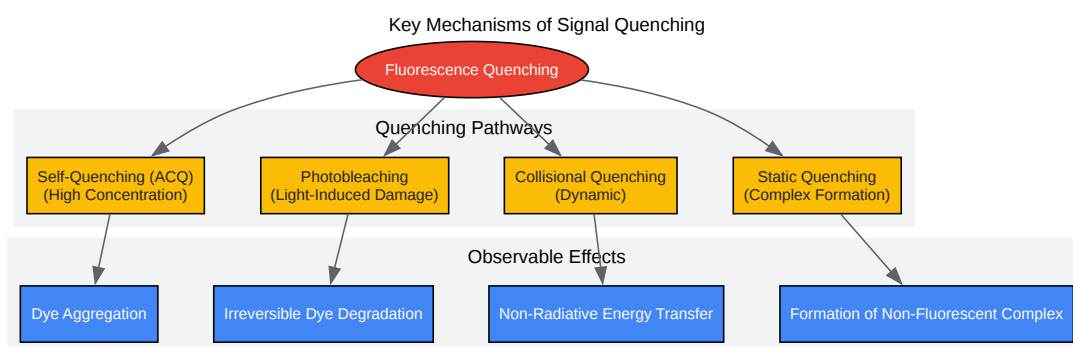 Key Mechanisms of Signal Quenching
Fluorescence Quenching
Quenching Pathways
Self-Quenching (ACQ)
(High Concentration)
Photobleaching
(Light-Induced Damage)
Collisional Quenching
(Dynamic)
Static Quenching
(Complex Formation)
Observable Effects
Dye Aggregation
Irreversible Dye Degradation
Non-Radiative Energy Transfer
Formation of Non-Fluorescent Complex